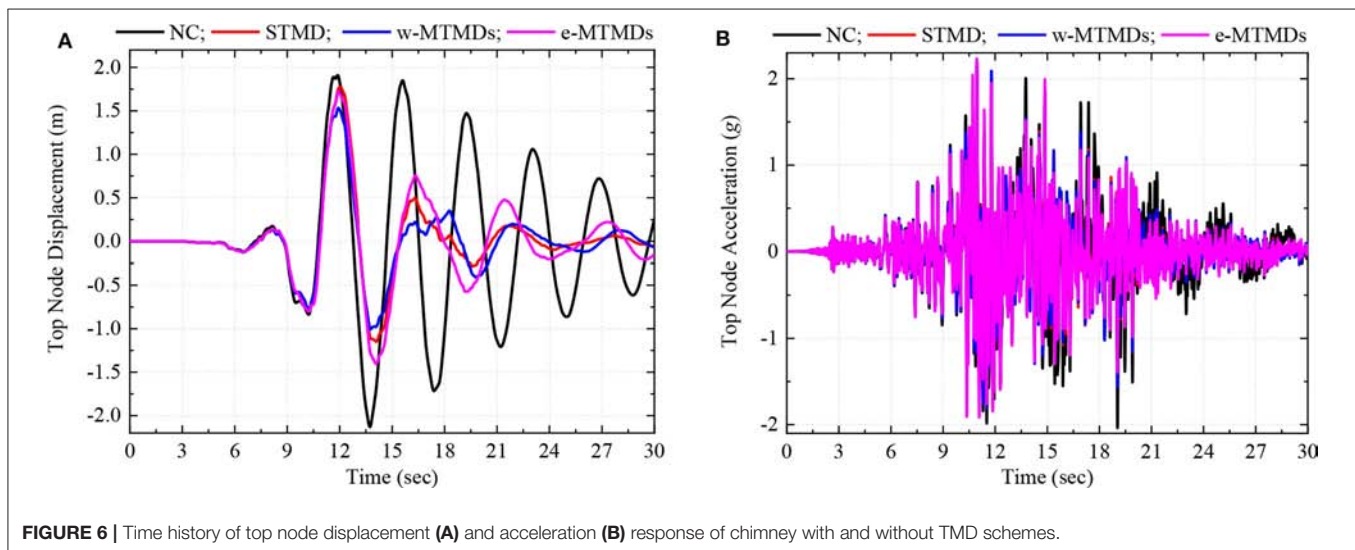 A
NC; STMD; w-MTMDs; e-MTMDs
2.0
1.5
1.0
0.5
0.0
-0.5
-1.0
-1.5
-2.0
Top Node Displacement (m)
0 3 6 9 12 15 18 21 24 27 30
Time (sec)
B
NC; STMD; w-MTMDs; e-MTMDs
2
1
0
-1
-2
Top Node Acceleration (g)
0 3 6 9 12 15 18 21 24 27 30
Time (sec)
FIGURE 6 | Time history of top node displacement (A) and acceleration (B) response of chimney with and without TMD schemes.